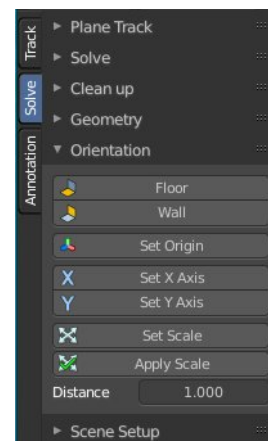 Track
Solve
Annotation
Plane Track
Solve
Clean up
Geometry
Orientation
Floor
Wall
Set Origin
X Set X Axis
Y Set Y Axis
Set Scale
Apply Scale
Distance 1.000
Scene Setup